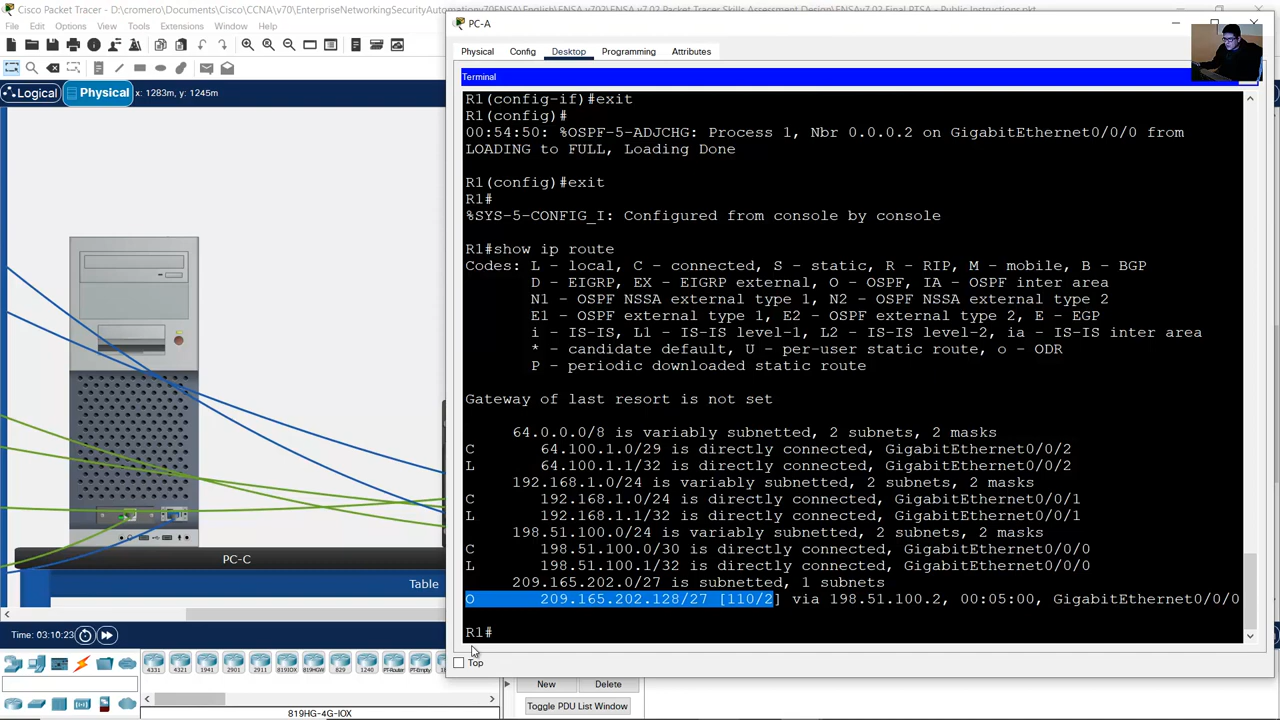 Cisco Packet Tracer - D:\cromero\Documents\Cisco\CCNA\v70\EnterpriseNetworkingSecurityAutomation\70ENSA\English\ENSA v702 Packet Tracer Skills Assessment Design\ENSAv7.02 Final PTSA - Public\Instructions.pkt
File Edit Options View Tools Extensions Window Help
Logical Physical x: 1283m, y: 1245m
PC-C
Table
Time: 03:10:23
4331 4321 1941 2901 2911 819IOX 819HGW 829 1240 PT-Router PT-Empty
819HG-4G-IOX
PC-A
Physical Config Desktop Programming Attributes
Terminal
R1(config-if)#exit
R1(config)#
00:54:50: %OSPF-5-ADJCHG: Process 1, Nbr 0.0.0.2 on GigabitEthernet0/0/0 from
LOADING to FULL, Loading Done
R1(config)#exit
R1#
%SYS-5-CONFIG_I: Configured from console by console
R1#show ip route
Codes: L - local, C - connected, S - static, R - RIP, M - mobile, B - BGP
D - EIGRP, EX - EIGRP external, O - OSPF, IA - OSPF inter area
N1 - OSPF NSSA external type 1, N2 - OSPF NSSA external type 2
E1 - OSPF external type 1, E2 - OSPF external type 2, E - EGP
i - IS-IS, L1 - IS-IS level-1, L2 - IS-IS level-2, ia - IS-IS inter area
* - candidate default, U - per-user static route, o - ODR
P - periodic downloaded static route
Gateway of last resort is not set
64.0.0.0/8 is variably subnetted, 2 subnets, 2 masks
C 64.100.1.0/29 is directly connected, GigabitEthernet0/0/2
L 64.100.1.1/32 is directly connected, GigabitEthernet0/0/2
192.168.1.0/24 is variably subnetted, 2 subnets, 2 masks
C 192.168.1.0/24 is directly connected, GigabitEthernet0/0/1
L 192.168.1.1/32 is directly connected, GigabitEthernet0/0/1
198.51.100.0/24 is variably subnetted, 2 subnets, 2 masks
C 198.51.100.0/30 is directly connected, GigabitEthernet0/0/0
L 198.51.100.1/32 is directly connected, GigabitEthernet0/0/0
209.165.202.0/27 is subnetted, 1 subnets
O 209.165.202.128/27 [110/2] via 198.51.100.2, 00:05:00, GigabitEthernet0/0/0
R1#
Top
New Delete
Toggle PDU List Window